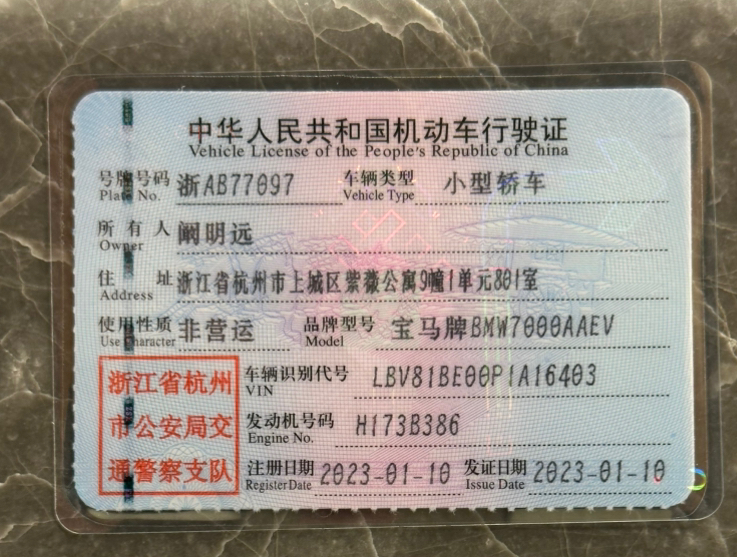 中华人民共和国机动车行驶证
Vehicle License of the People's Republic of China
号牌号码 浙AB77097 车辆类型 小型轿车
Plate No. Vehicle Type
所有人 阚明远
Owner
住址 浙江省杭州市上城区紫薇公寓9幢1单元801室
Address
使用性质 非营运 品牌型号 宝马牌BMW7000AAEV
Use Character Model
浙江省杭州 车辆识别代号 LBV81BE00P1A16403
VIN
市公安局交 发动机号码 H173B386
Engine No.
通警察支队 注册日期 2023-01-10 发证日期 2023-01-10
Register Date Issue Date